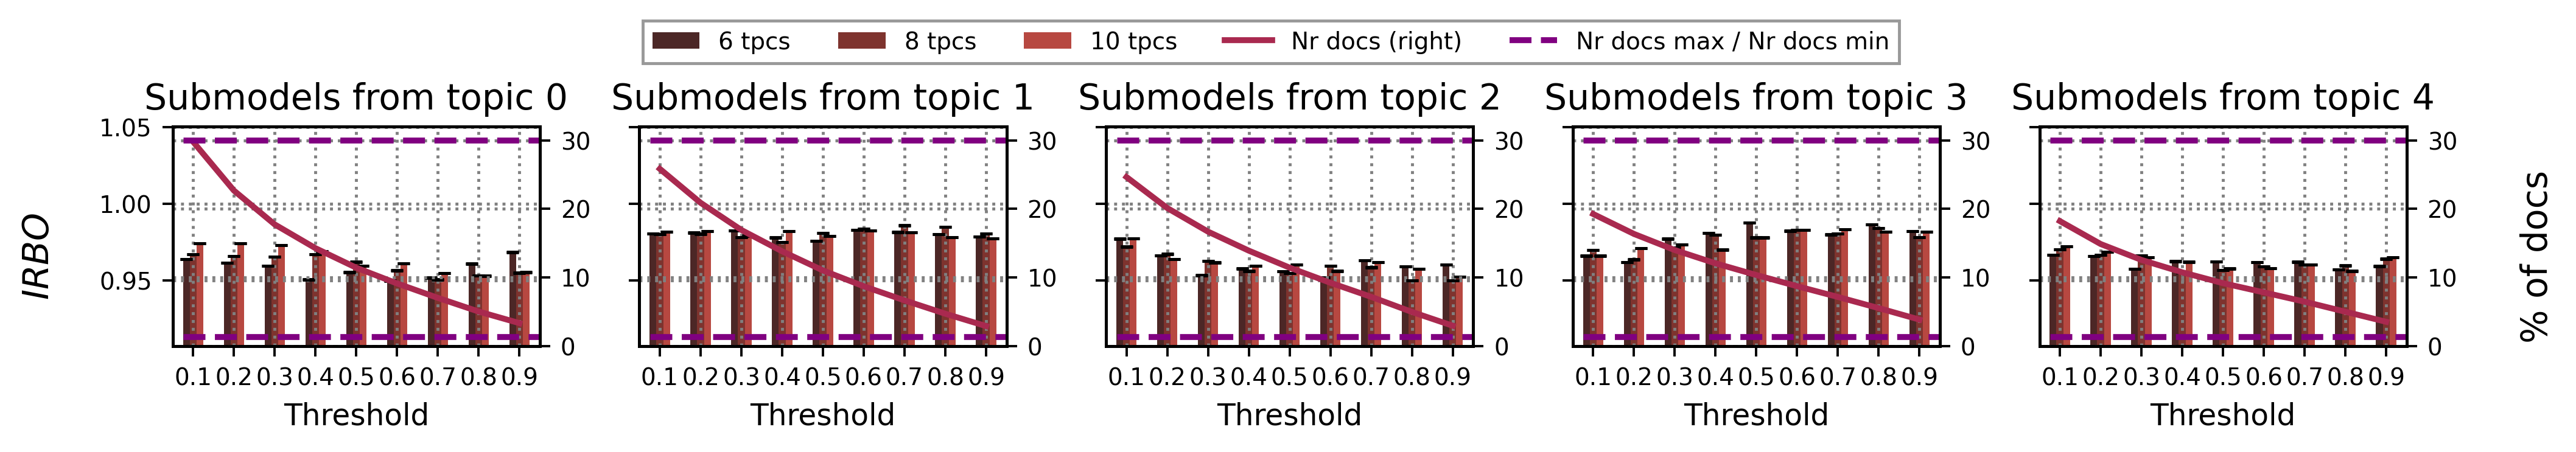 6 tpcs 8 tpcs 10 tpcs Nr docs (right) Nr docs max / Nr docs min
Submodels from topic 0 Submodels from topic 1 Submodels from topic 2 Submodels from topic 3 Submodels from topic 4
1.05 30 30 30 30 30
1.00 20 20 20 20 20
0.95 10 10 10 10 10
0 0 0 0 0
IRBO
% of docs
0.1 0.2 0.3 0.4 0.5 0.6 0.7 0.8 0.9 0.1 0.2 0.3 0.4 0.5 0.6 0.7 0.8 0.9 0.1 0.2 0.3 0.4 0.5 0.6 0.7 0.8 0.9 0.1 0.2 0.3 0.4 0.5 0.6 0.7 0.8 0.9 0.1 0.2 0.3 0.4 0.5 0.6 0.7 0.8 0.9
Threshold Threshold Threshold Threshold Threshold